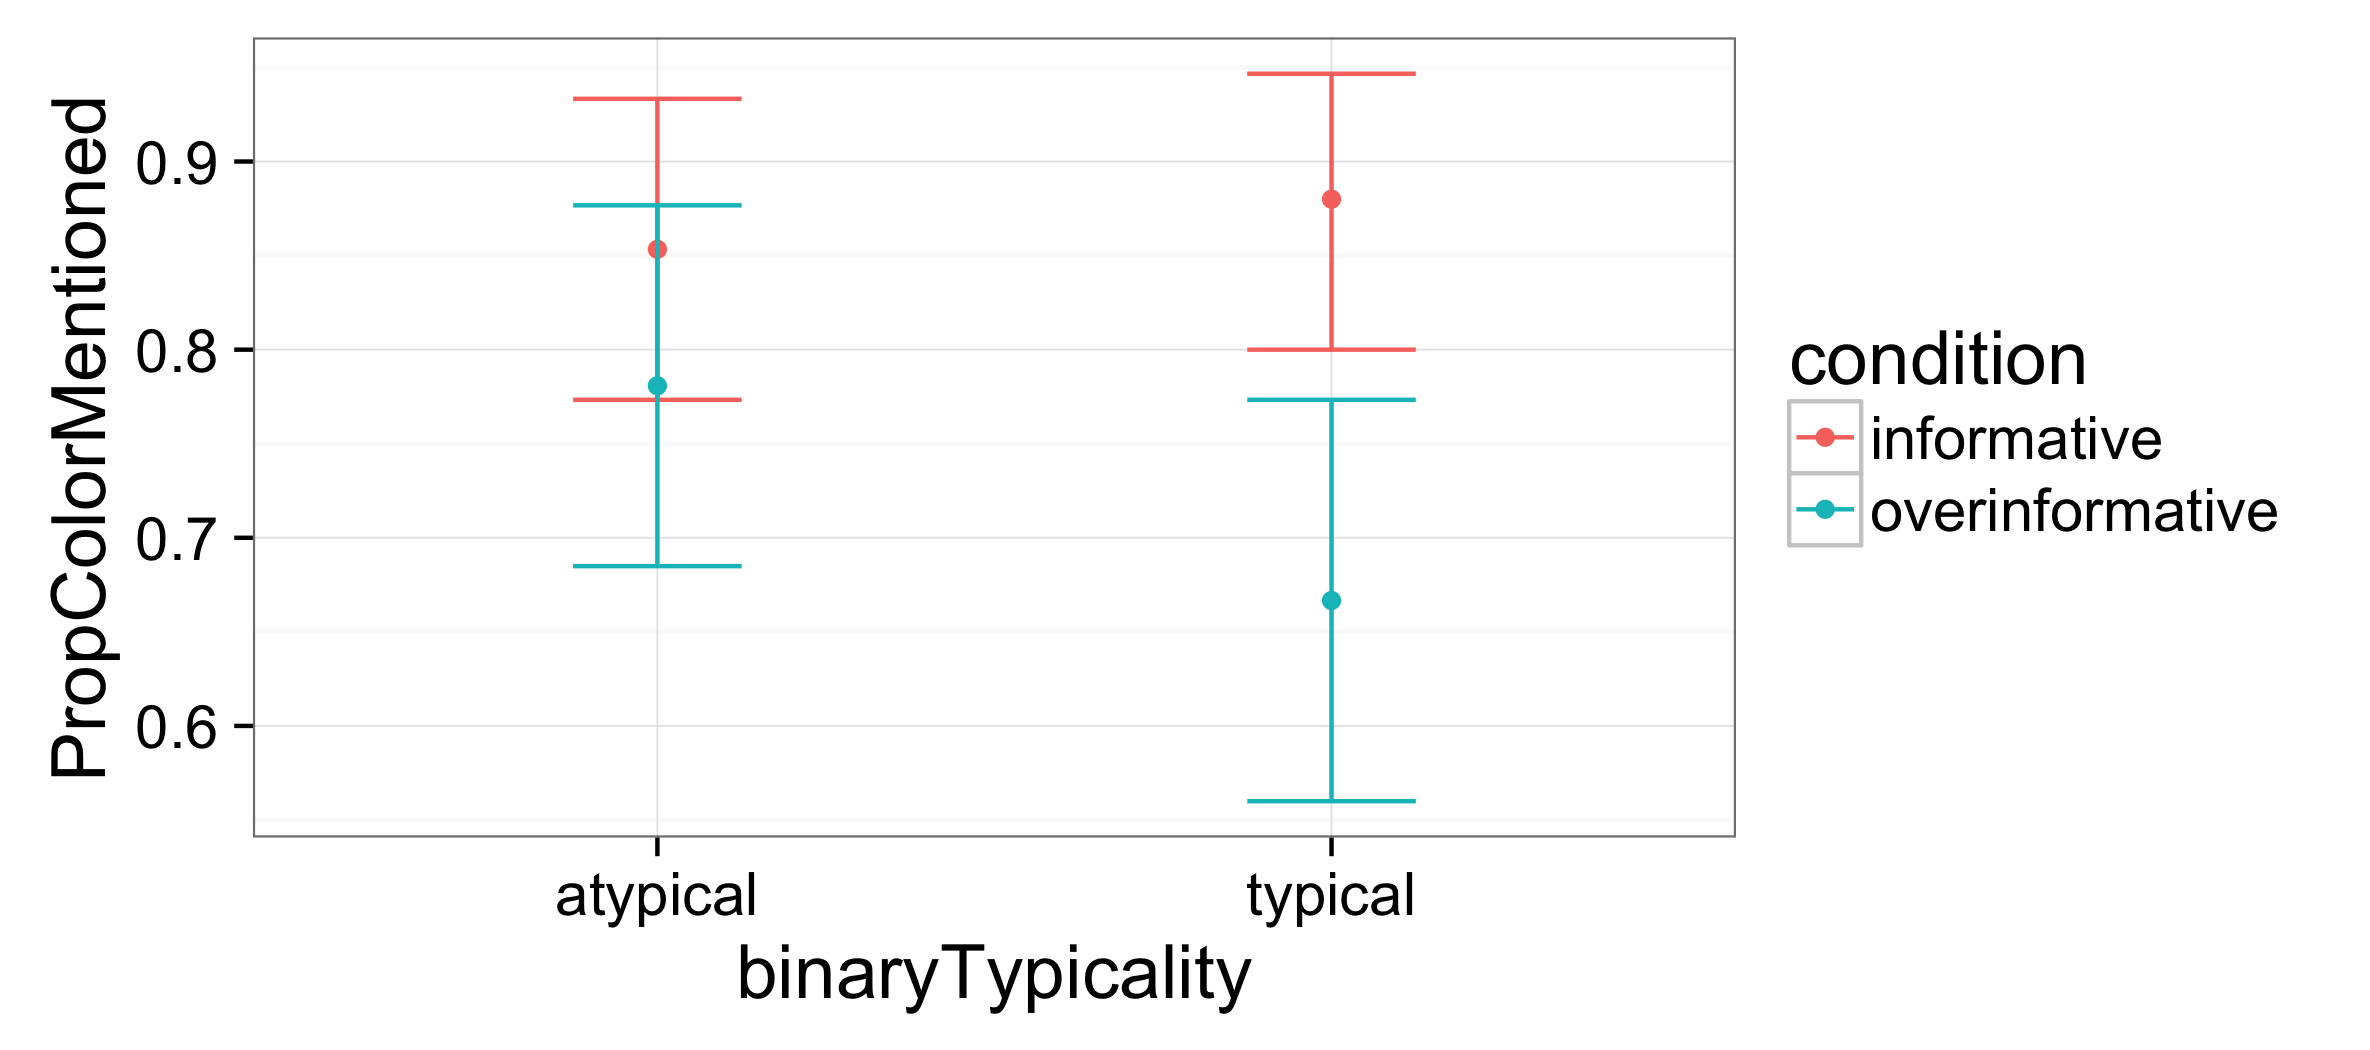 PropColorMentioned
0.9
0.8
0.7
0.6
atypical
typical
binaryTypicality
condition
informative
overinformative